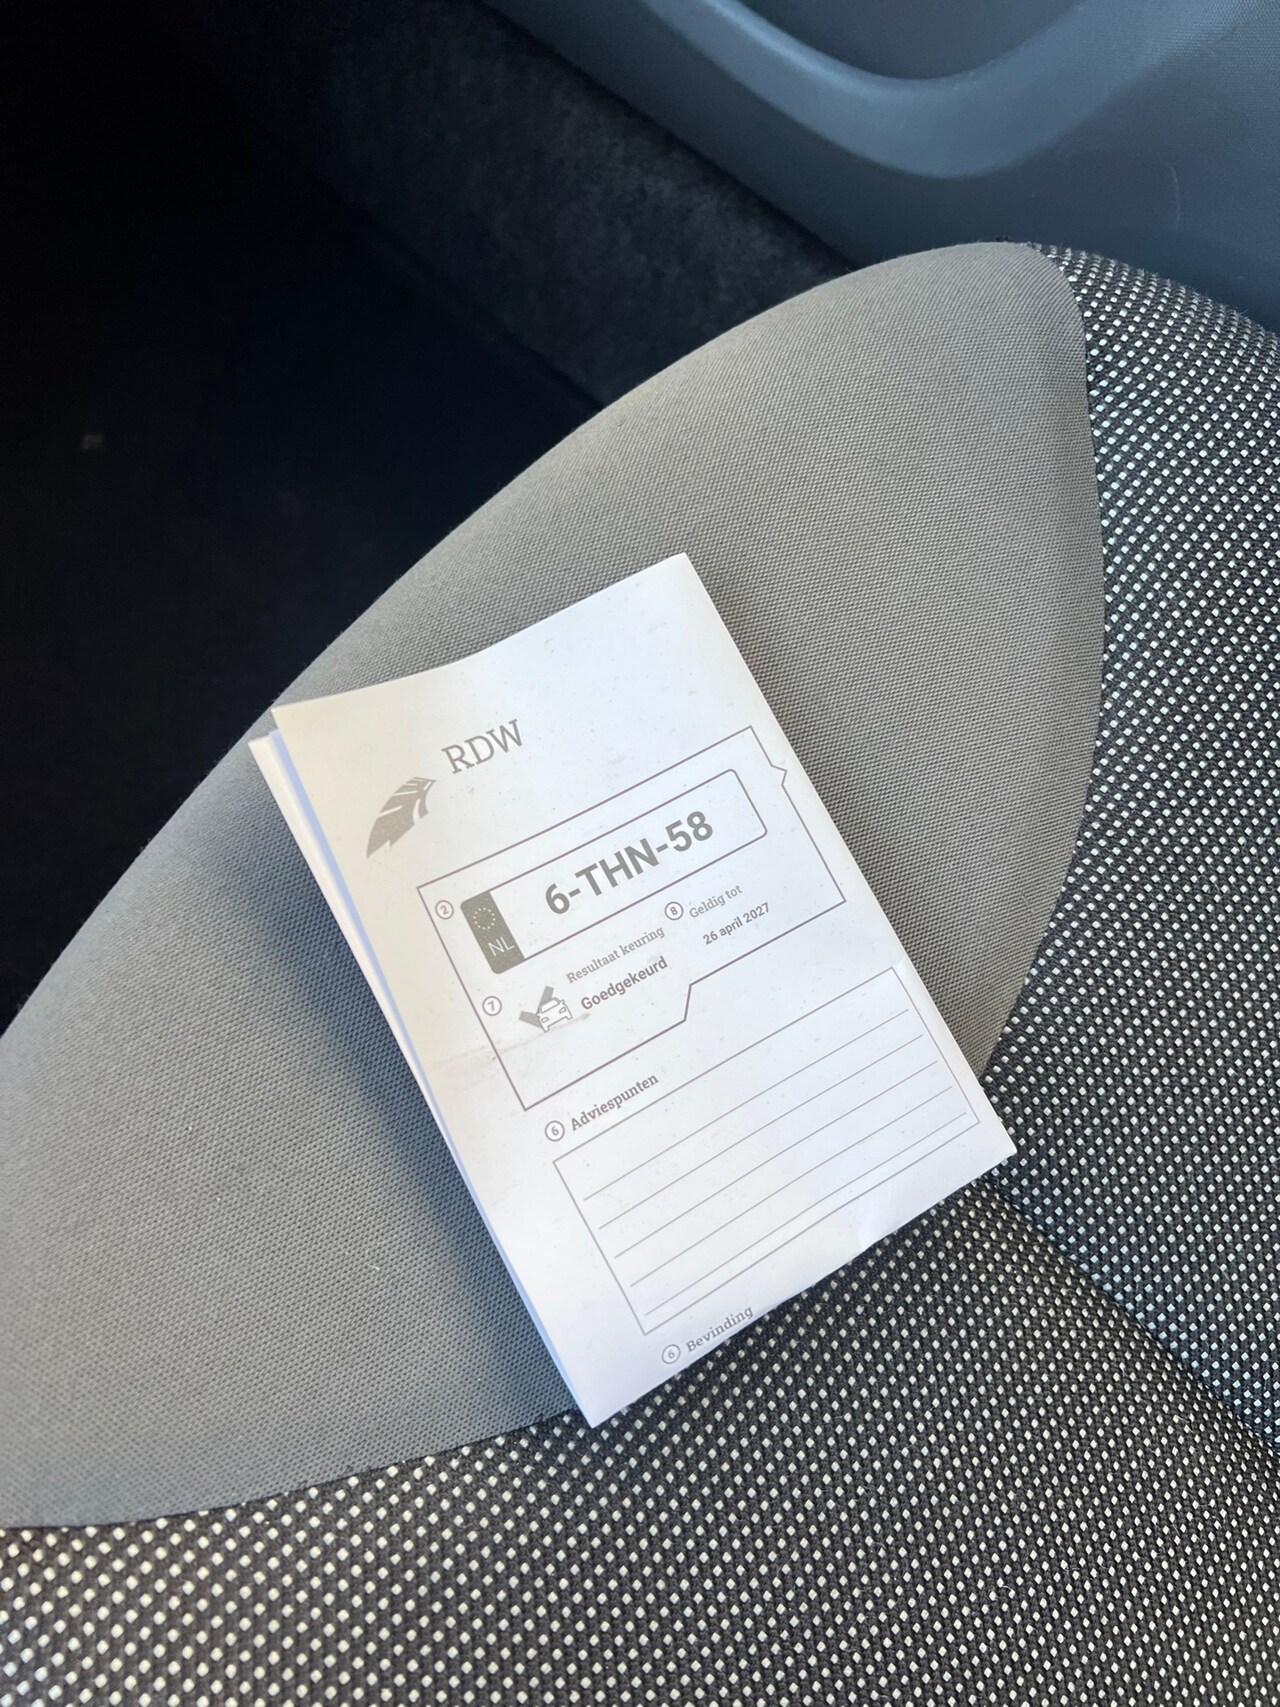 RDW
2
NL
6-THN-58
7
Resultaat keuring
Goedgekeurd
8
Geldig tot
26 april 2027
6 Adviespunten
6 Bevinding